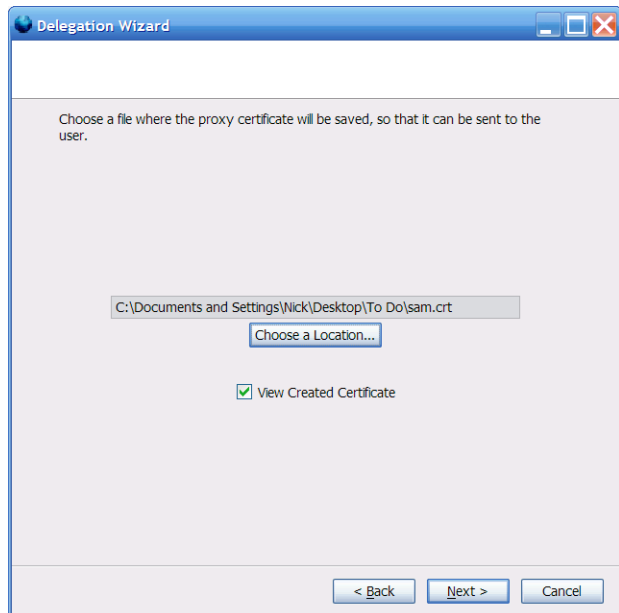 Delegation Wizard
Choose a file where the proxy certificate will be saved, so that it can be sent to the
user.
C:\Documents and Settings\Nick\Desktop\To Do\sam.crt
Choose a Location...
View Created Certificate
< Back Next > Cancel